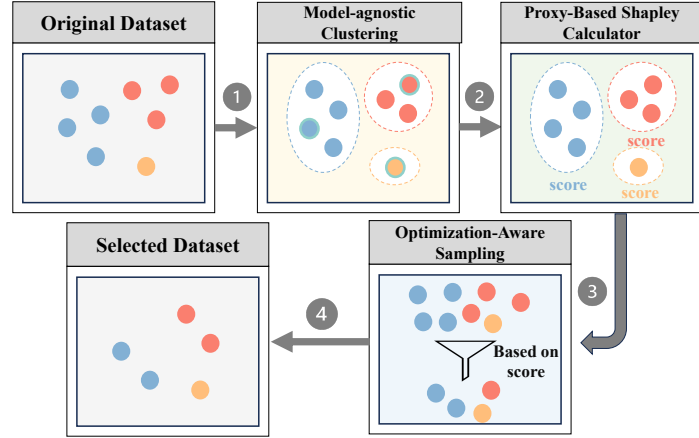 Original Dataset
Model-agnostic
Clustering
Proxy-Based Shapley
Calculator
1
2
score
score
score
Selected Dataset
Optimization-Aware
Sampling
3
4
Based on
score